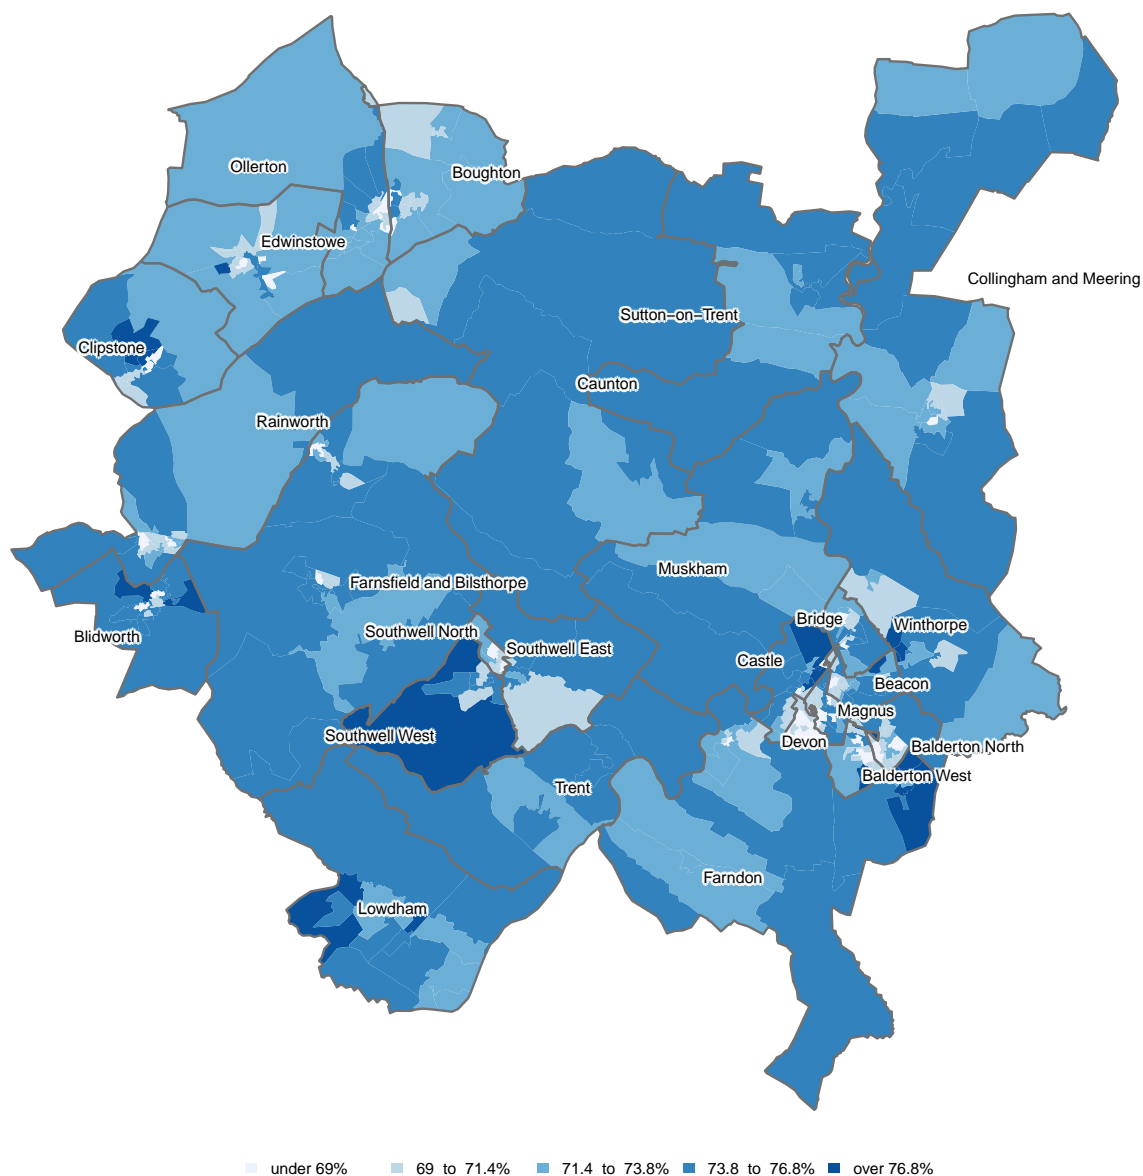 Ollerton
Boughton
Edwinstowe
Collingham and Meering
Sutton–on–Trent
Clipstone
Caunton
Rainworth
Muskham
Farnsfield and Bilsthorpe
Bridge
Winthorpe
Southwell North
Blidworth
Southwell East
Castle
Beacon
Magnus
Southwell West
Devon
Balderton North
Balderton West
Trent
Farndon
Lowdham
under 69% 69 to 71.4% 71.4 to 73.8% 73.8 to 76.8% over 76.8%